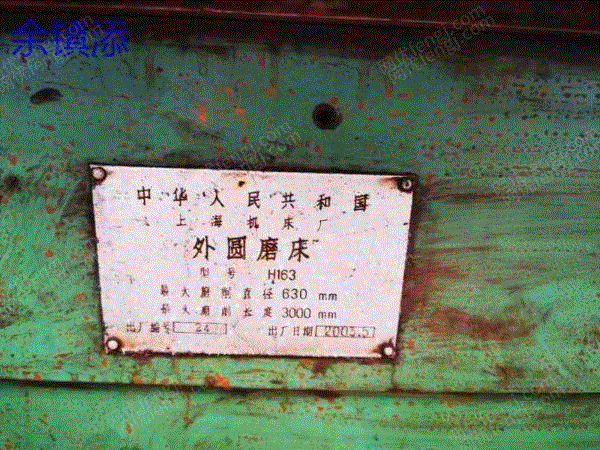 余镇添
中华人民共和国
上海机床厂
外圆磨床
型号 H163
最大磨削直径 630 mm
最大磨削长度 3000 mm
出厂编号 24 出厂日期 2003.5